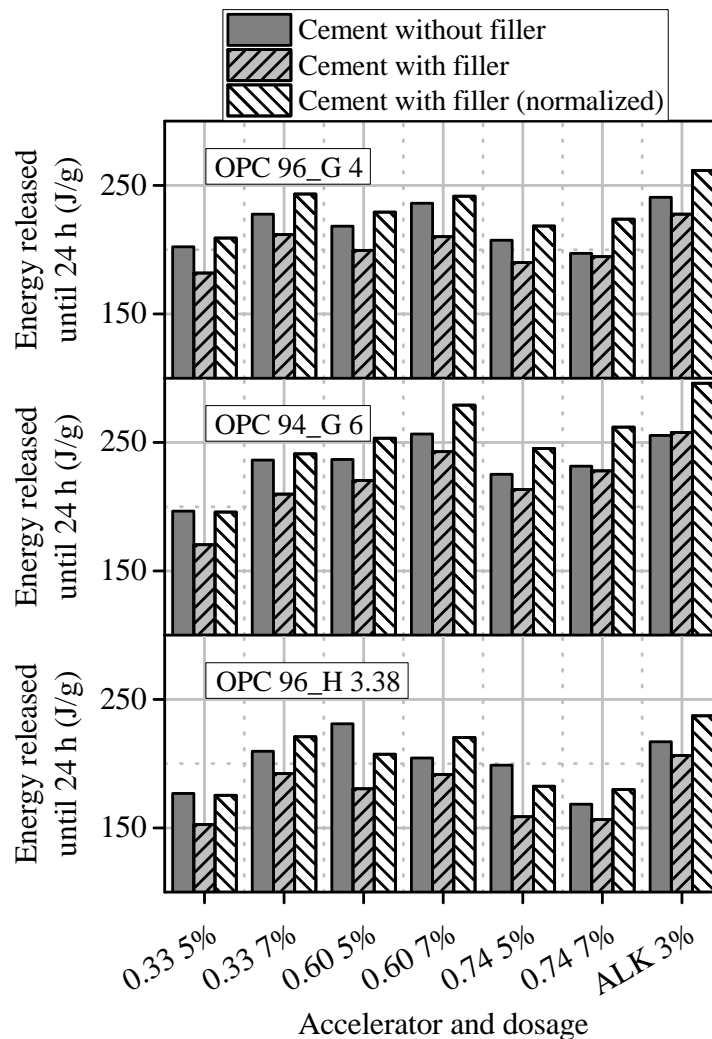 Cement without filler
Cement with filler
Cement with filler (normalized)
Energy released
until 24 h (J/g)
250
150
OPC 96_G 4
Energy released
until 24 h (J/g)
250
150
OPC 94_G 6
Energy released
until 24 h (J/g)
250
150
OPC 96_H 3.38
0.33 5%
0.33 7%
0.60 5%
0.60 7%
0.74 5%
0.74 7%
ALK 3%
Accelerator and dosage